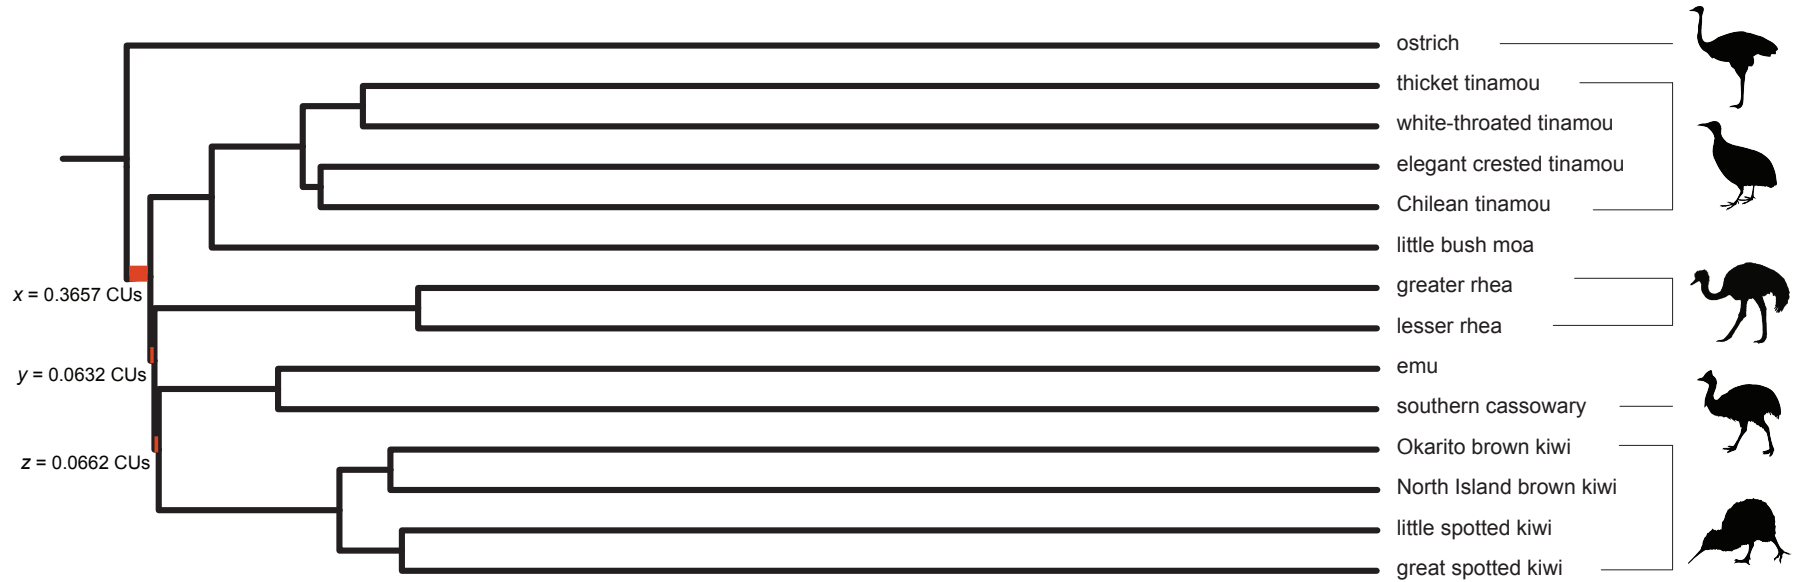 ostrich
thicket tinamou
white-throated tinamou
elegant crested tinamou
Chilean tinamou
little bush moa
greater rhea
x = 0.3657 CUs
lesser rhea
emu
y = 0.0632 CUs
southern cassowary
Okarito brown kiwi
z = 0.0662 CUs
North Island brown kiwi
little spotted kiwi
great spotted kiwi